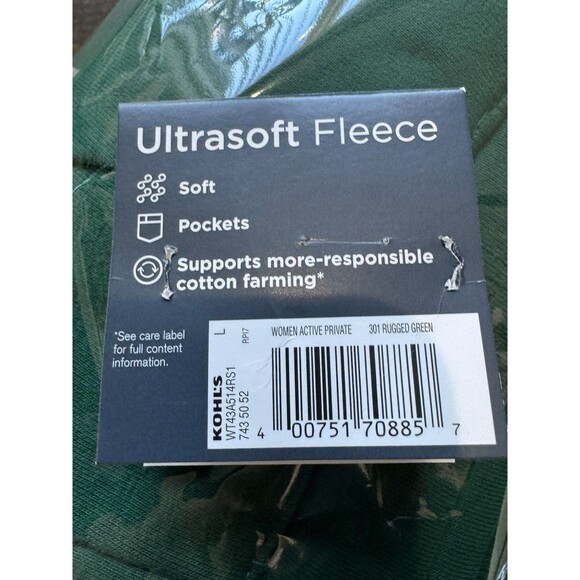 Ultrasoft Fleece
Soft
Pockets
Supports more-responsible
cotton farming*
*See care label
for full content
information.
L
RPI7
KOHL'S
WT43A514RS1
743 50 52
WOMEN ACTIVE PRIVATE 301 RUGGED GREEN
4 00751 70885 7